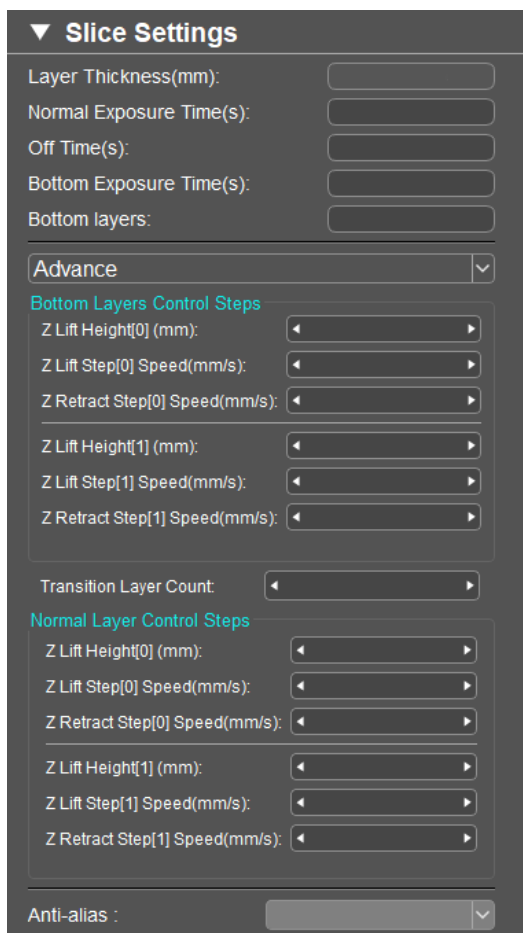 Slice Settings
Layer Thickness(mm):
Normal Exposure Time(s):
Off Time(s):
Bottom Exposure Time(s):
Bottom layers:
Advance
Bottom Layers Control Steps
Z Lift Height[0] (mm):
Z Lift Step[0] Speed(mm/s):
Z Retract Step[0] Speed(mm/s):
Z Lift Height[1] (mm):
Z Lift Step[1] Speed(mm/s):
Z Retract Step[1] Speed(mm/s):
Transition Layer Count:
Normal Layer Control Steps
Z Lift Height[0] (mm):
Z Lift Step[0] Speed(mm/s):
Z Retract Step[0] Speed(mm/s):
Z Lift Height[1] (mm):
Z Lift Step[1] Speed(mm/s):
Z Retract Step[1] Speed(mm/s):
Anti-alias :